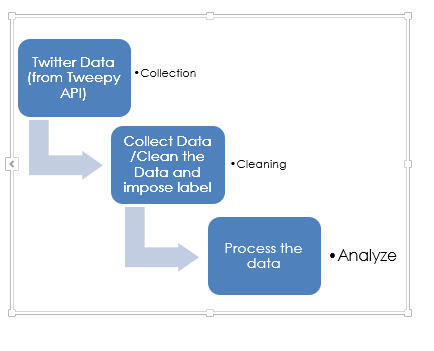 Twitter Data
(from Tweepy
API)
•Collection
Collect Data
/Clean the
Data and
impose label
•Cleaning
Process the
data
•Analyze